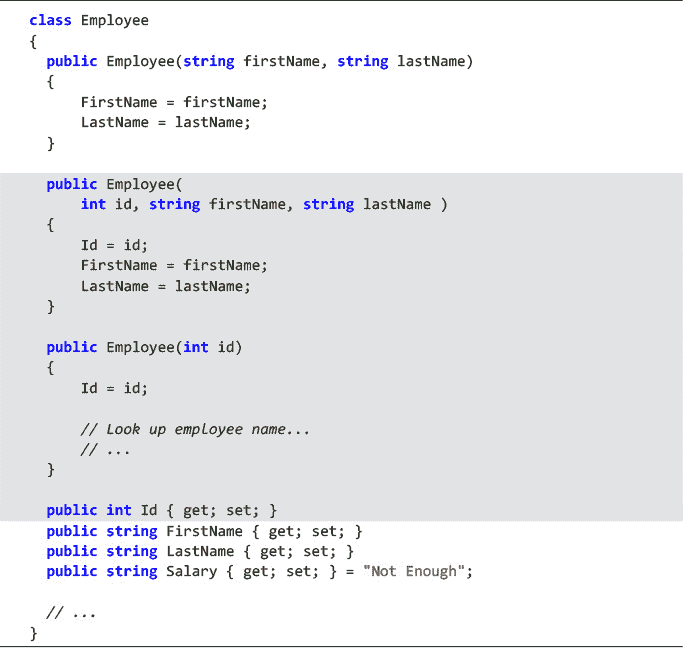 class Employee
{
public Employee(string firstName, string lastName)
{
FirstName = firstName;
LastName = lastName;
}
public Employee(
int id, string firstName, string lastName )
{
Id = id;
FirstName = firstName;
LastName = lastName;
}
public Employee(int id)
{
Id = id;
// Look up employee name...
// ...
}
public int Id { get; set; }
public string FirstName { get; set; }
public string LastName { get; set; }
public string Salary { get; set; } = "Not Enough";
// ...
}